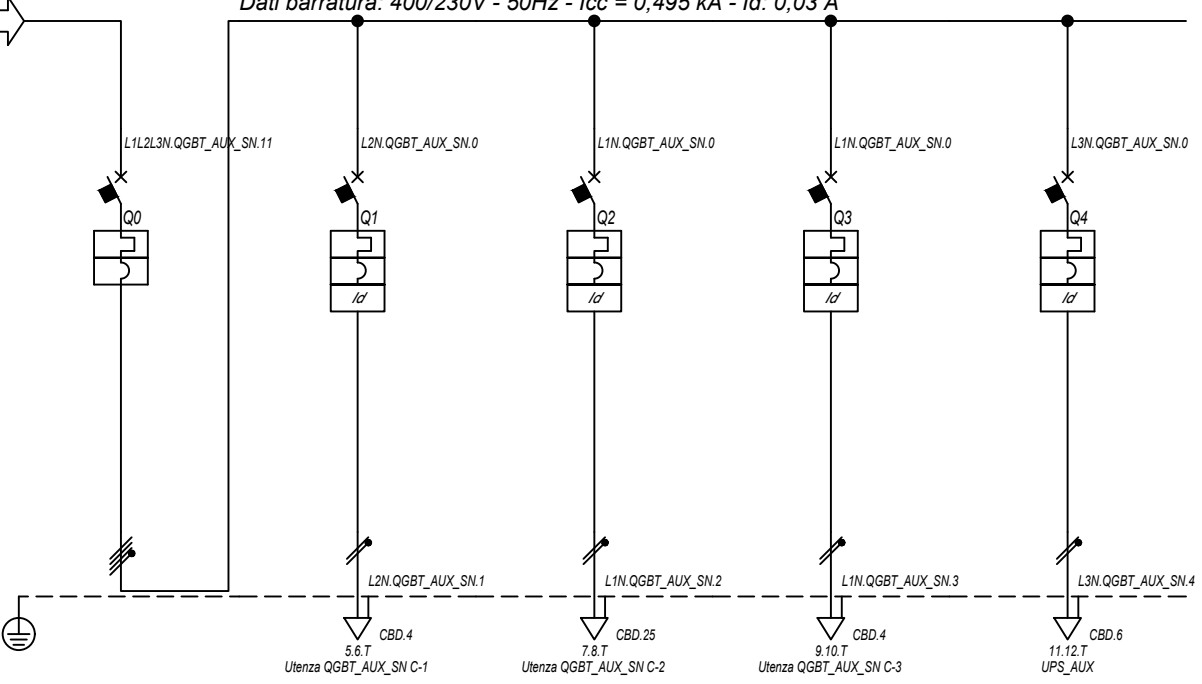 Dati barratura: 400/230V - 50Hz - Icc = 0,495 kA - Id: 0,03 A
L1L2L3N.QGBT_AUX_SN.11
L2N.QGBT_AUX_SN.0
L1N.QGBT_AUX_SN.0
L1N.QGBT_AUX_SN.0
L3N.QGBT_AUX_SN.0
Q0
Q1
Q2
Q3
Q4
Id
Id
Id
Id
L2N.QGBT_AUX_SN.1
L1N.QGBT_AUX_SN.2
L1N.QGBT_AUX_SN.3
L3N.QGBT_AUX_SN.4
CBD.4
CBD.25
CBD.4
CBD.6
5.6.T
7.8.T
9.10.T
11.12.T
Utenza QGBT_AUX_SN C-1
Utenza QGBT_AUX_SN C-2
Utenza QGBT_AUX_SN C-3
UPS_AUX